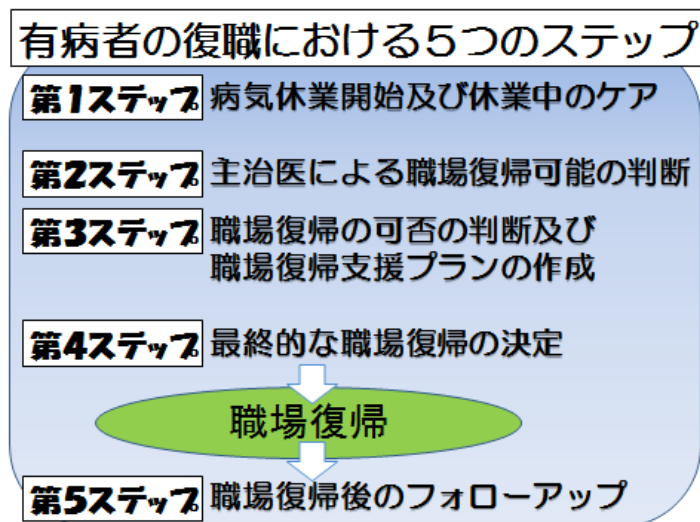 有病者の復職における５つのステップ
第1ステップ 病気休業開始及び休業中のケア
第2ステップ 主治医による職場復帰可能の判断
第3ステップ 職場復帰の可否の判断及び
職場復帰支援プランの作成
第4ステップ 最終的な職場復帰の決定
職場復帰
第5ステップ 職場復帰後のフォローアップ